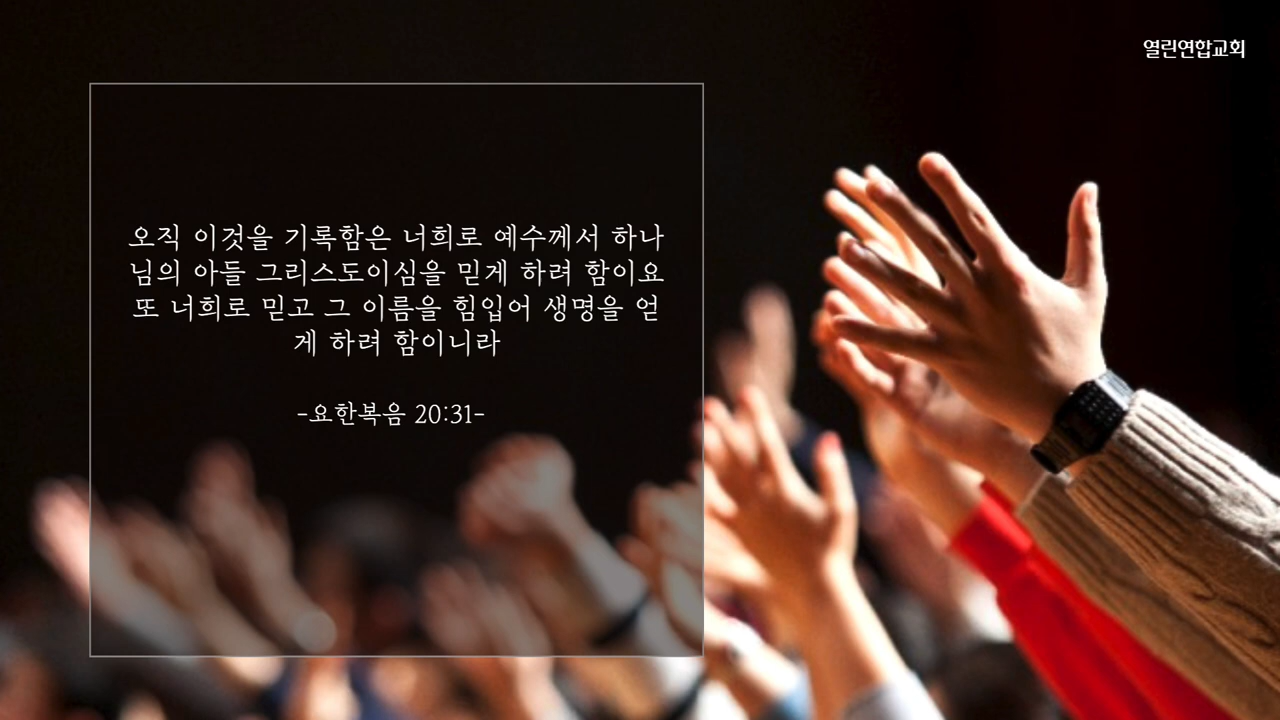 열린연합교회
오직 이것을 기록함은 너희로 예수께서 하나
님의 아들 그리스도이심을 믿게 하려 함이요
또 너희로 믿고 그 이름을 힘입어 생명을 얻
게 하려 함이니라
-요한복음 20:31-